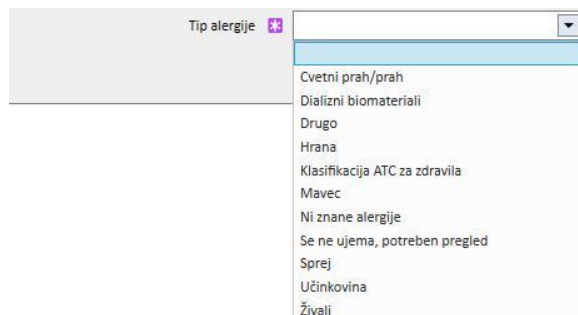 Tip alergije
Cvetni prah/prah
Dializni biomateriali
Drugo
Hrana
Klasifikacija ATC za zdravila
Mavec
Ni znane alergije
Se ne ujema, potreben pregled
Sprej
Učinkovina
Živali